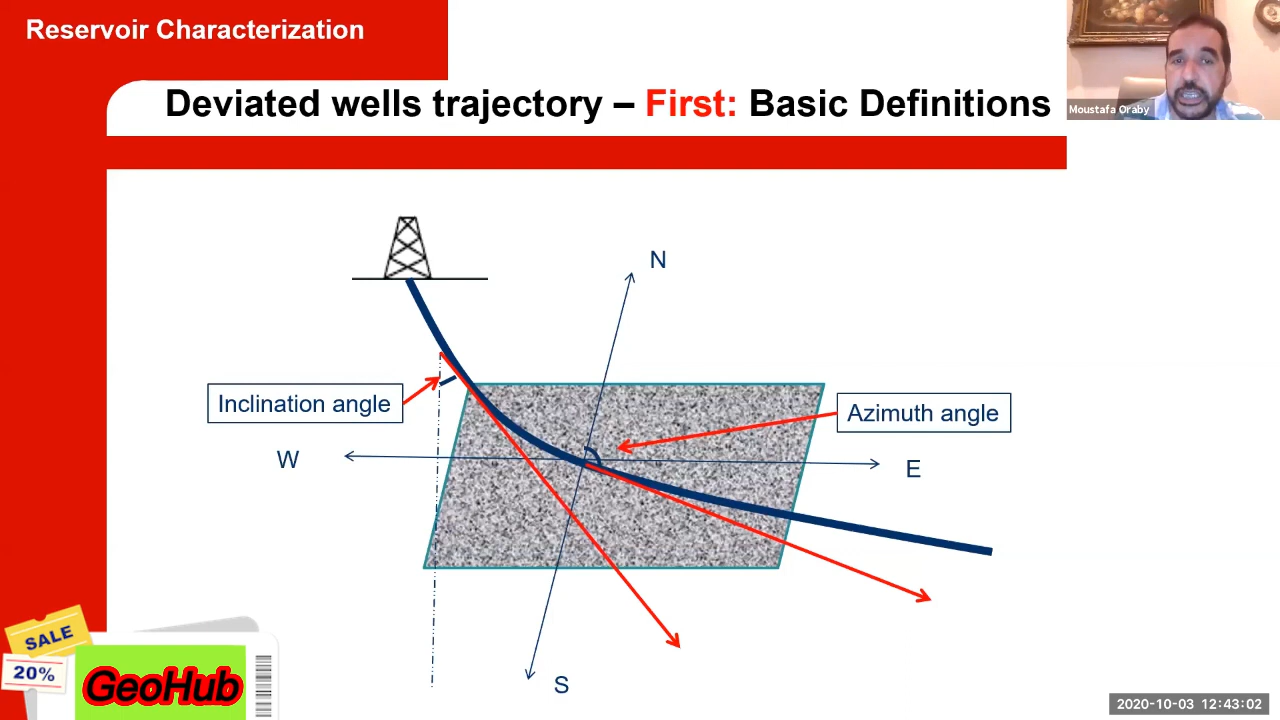 Reservoir Characterization
Deviated wells trajectory – First: Basic Definitions
Moustafa Oraby
N
Inclination angle
Azimuth angle
W
E
S
SALE
20%
GeoHub
2020-10-03 12:43:02